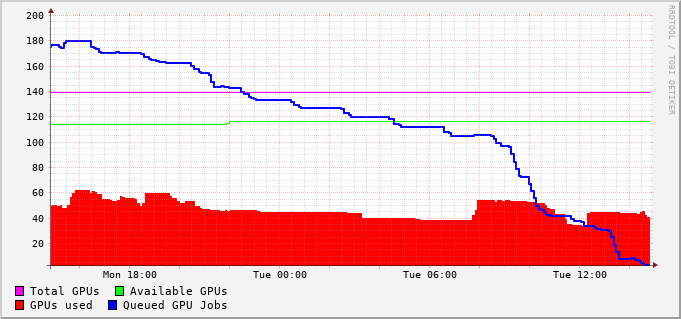 200
180
160
140
120
100
80
60
40
20
Mon 18:00 Tue 00:00 Tue 06:00 Tue 12:00
Total GPUs Available GPUs
GPUs used Queued GPU Jobs
RRDTOOL / TOBI OETIKER